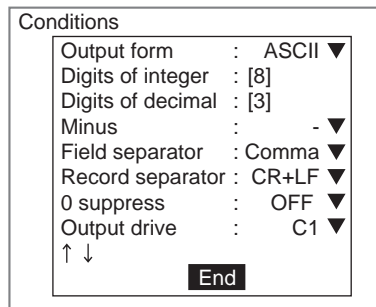 Conditions
Output form : ASCII ▼
Digits of integer : [8]
Digits of decimal : [3]
Minus : - ▼
Field separator : Comma ▼
Record separator : CR+LF ▼
0 suppress : OFF ▼
Output drive : C1 ▼
↑ ↓
End